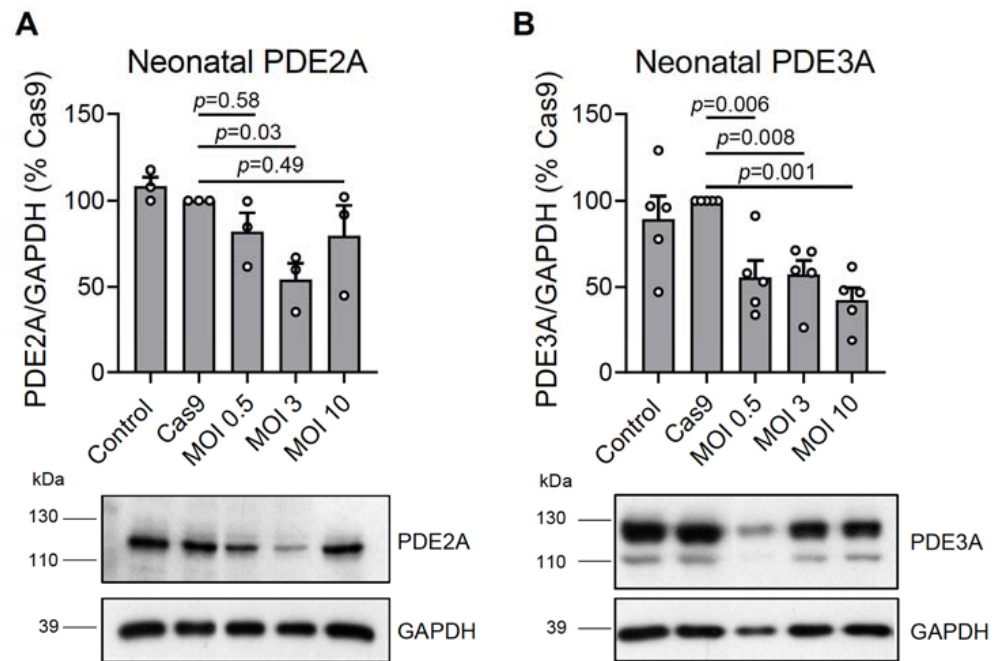 A
Neonatal PDE2A
PDE2A/GAPDH (% Cas9)
150
100
50
0
p=0.58
p=0.03
p=0.49
Control
Cas9
MOI 0.5
MOI 3
MOI 10
kDa
130
110
PDE2A
39
GAPDH
B
Neonatal PDE3A
PDE3A/GAPDH (% Cas9)
150
100
50
0
p=0.006
p=0.008
p=0.001
Control
Cas9
MOI 0.5
MOI 3
MOI 10
kDa
130
110
PDE3A
39
GAPDH